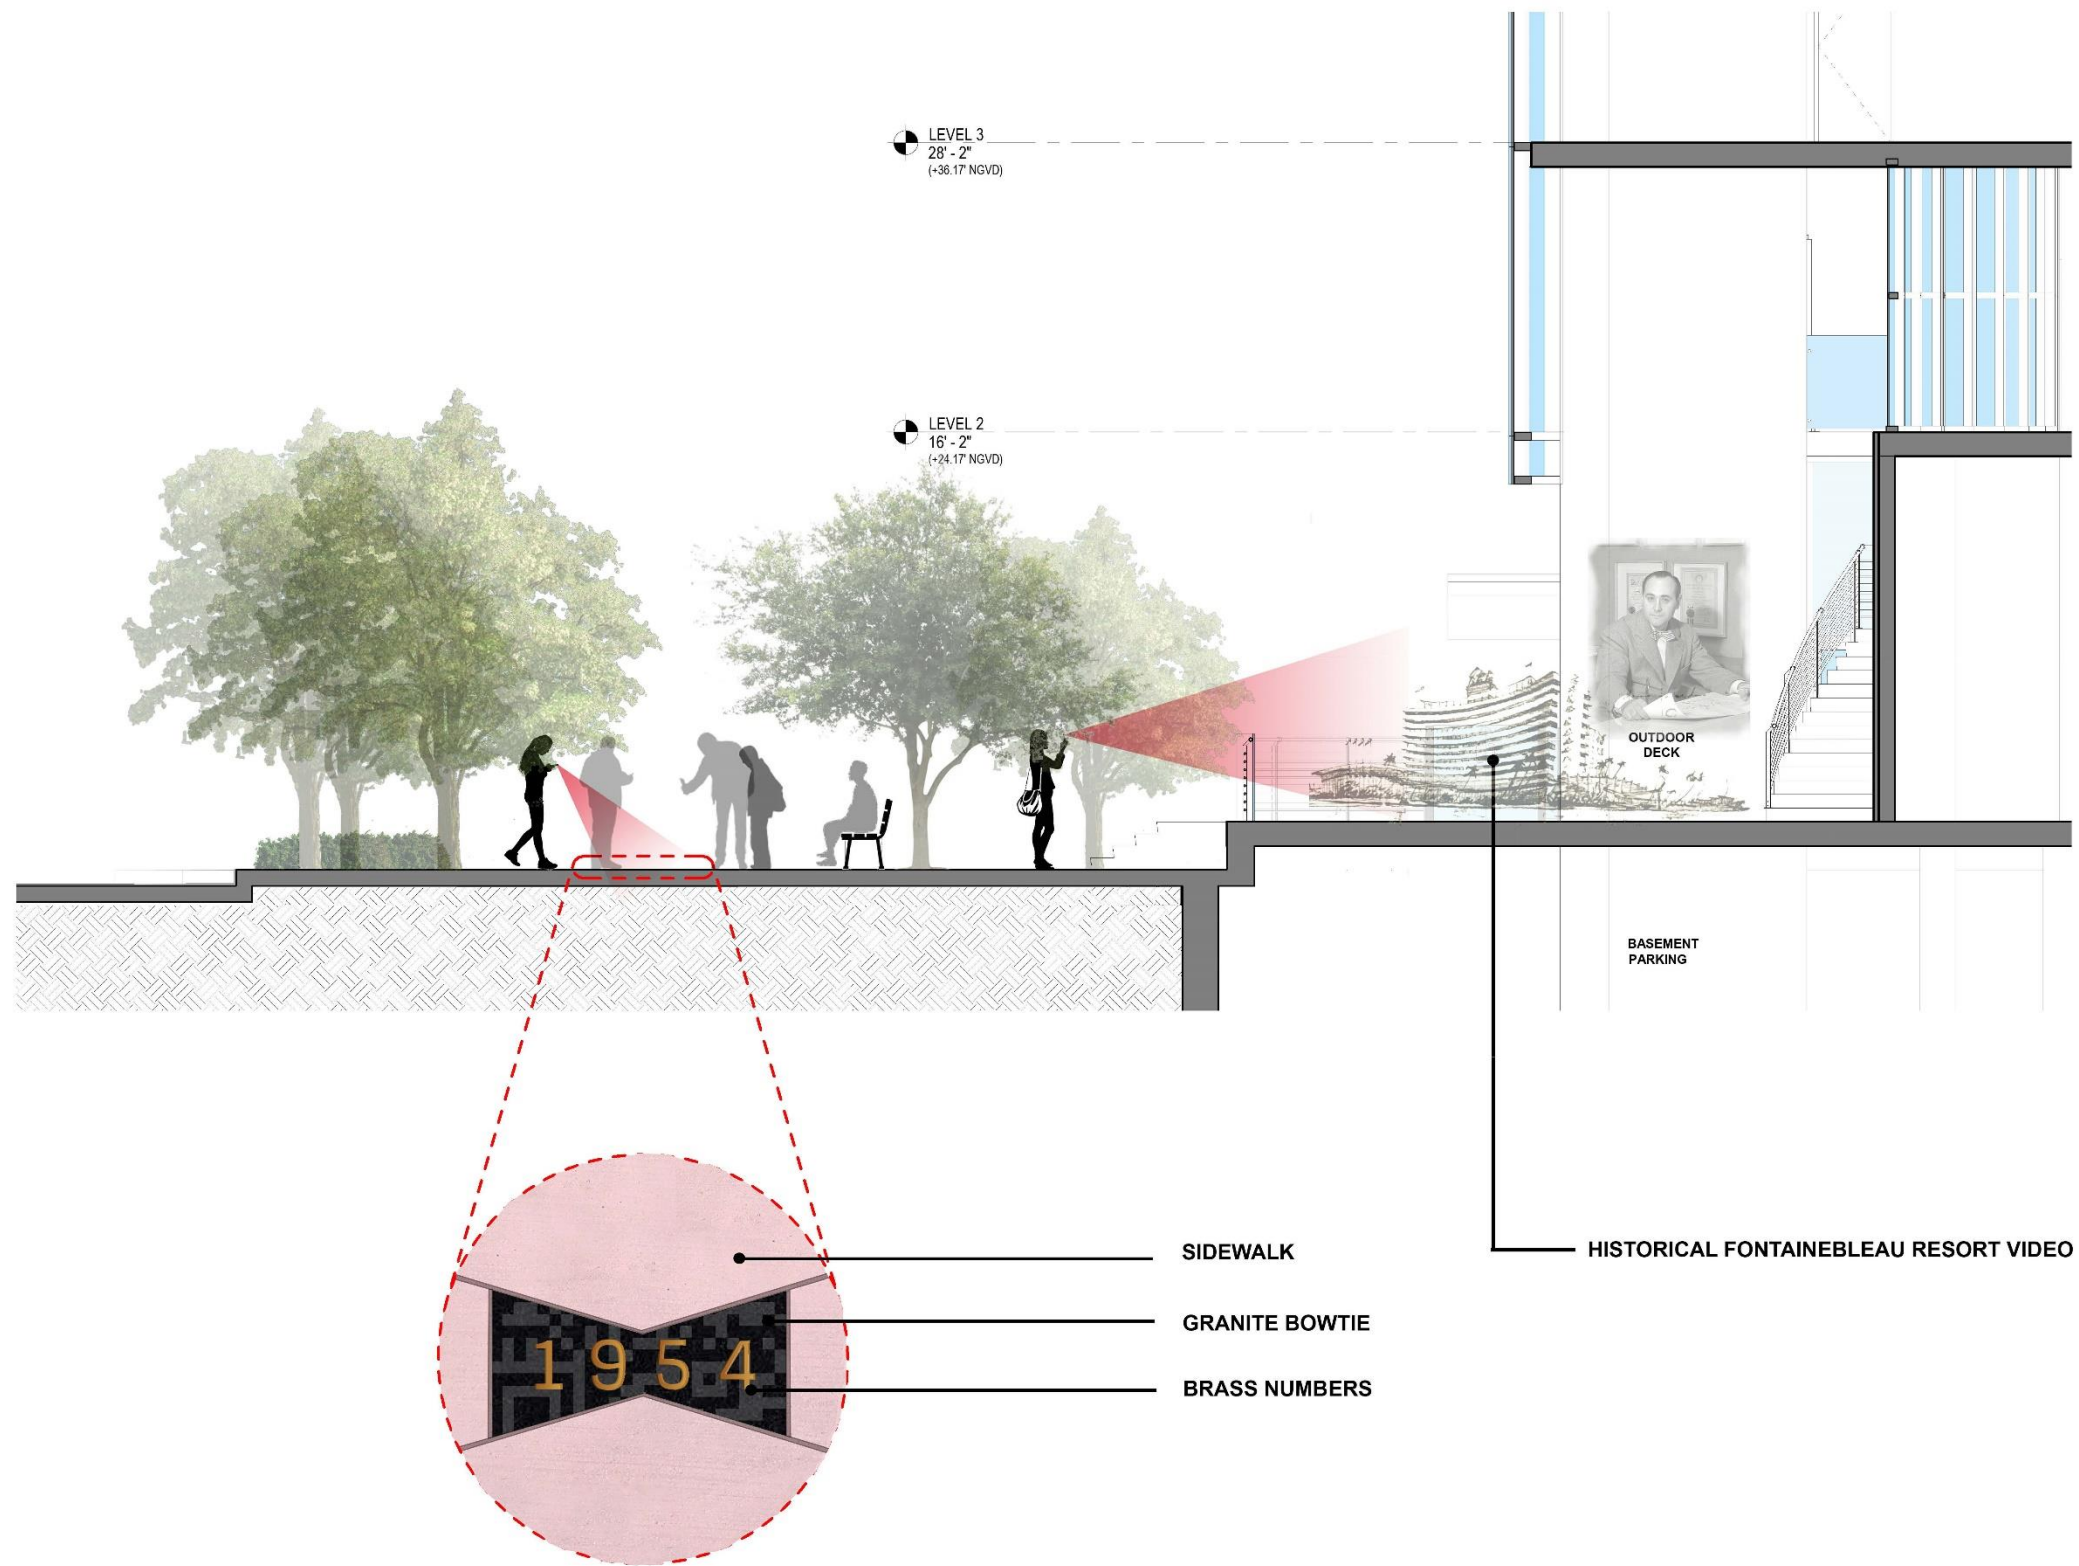 LEVEL 3
28' - 2"
(+36.17' NGVD)
LEVEL 2
16' - 2"
(+24.17' NGVD)
OUTDOOR
DECK
BASEMENT
PARKING
SIDEWALK
HISTORICAL FONTAINEBLEAU RESORT VIDEO
GRANITE BOWTIE
1954
BRASS NUMBERS